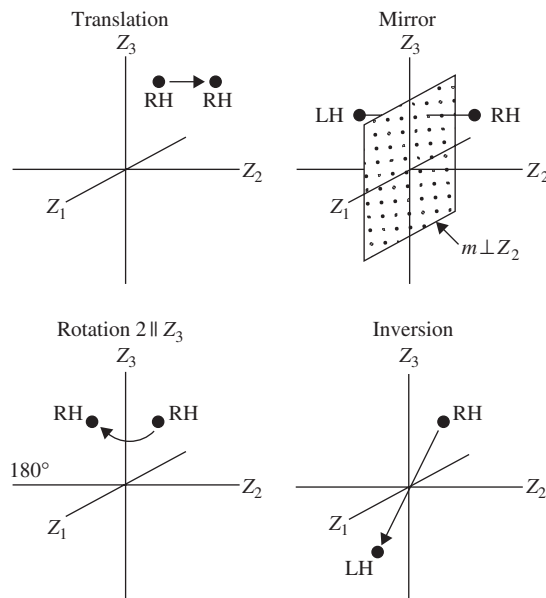 Translation
Z3
RH RH
Z2
Z1
Mirror
Z3
LH RH
Z2
Z1
m⊥Z2
Rotation 2 || Z3
Z3
RH RH
180°
Z2
Z1
Inversion
Z3
RH
Z2
Z1
LH